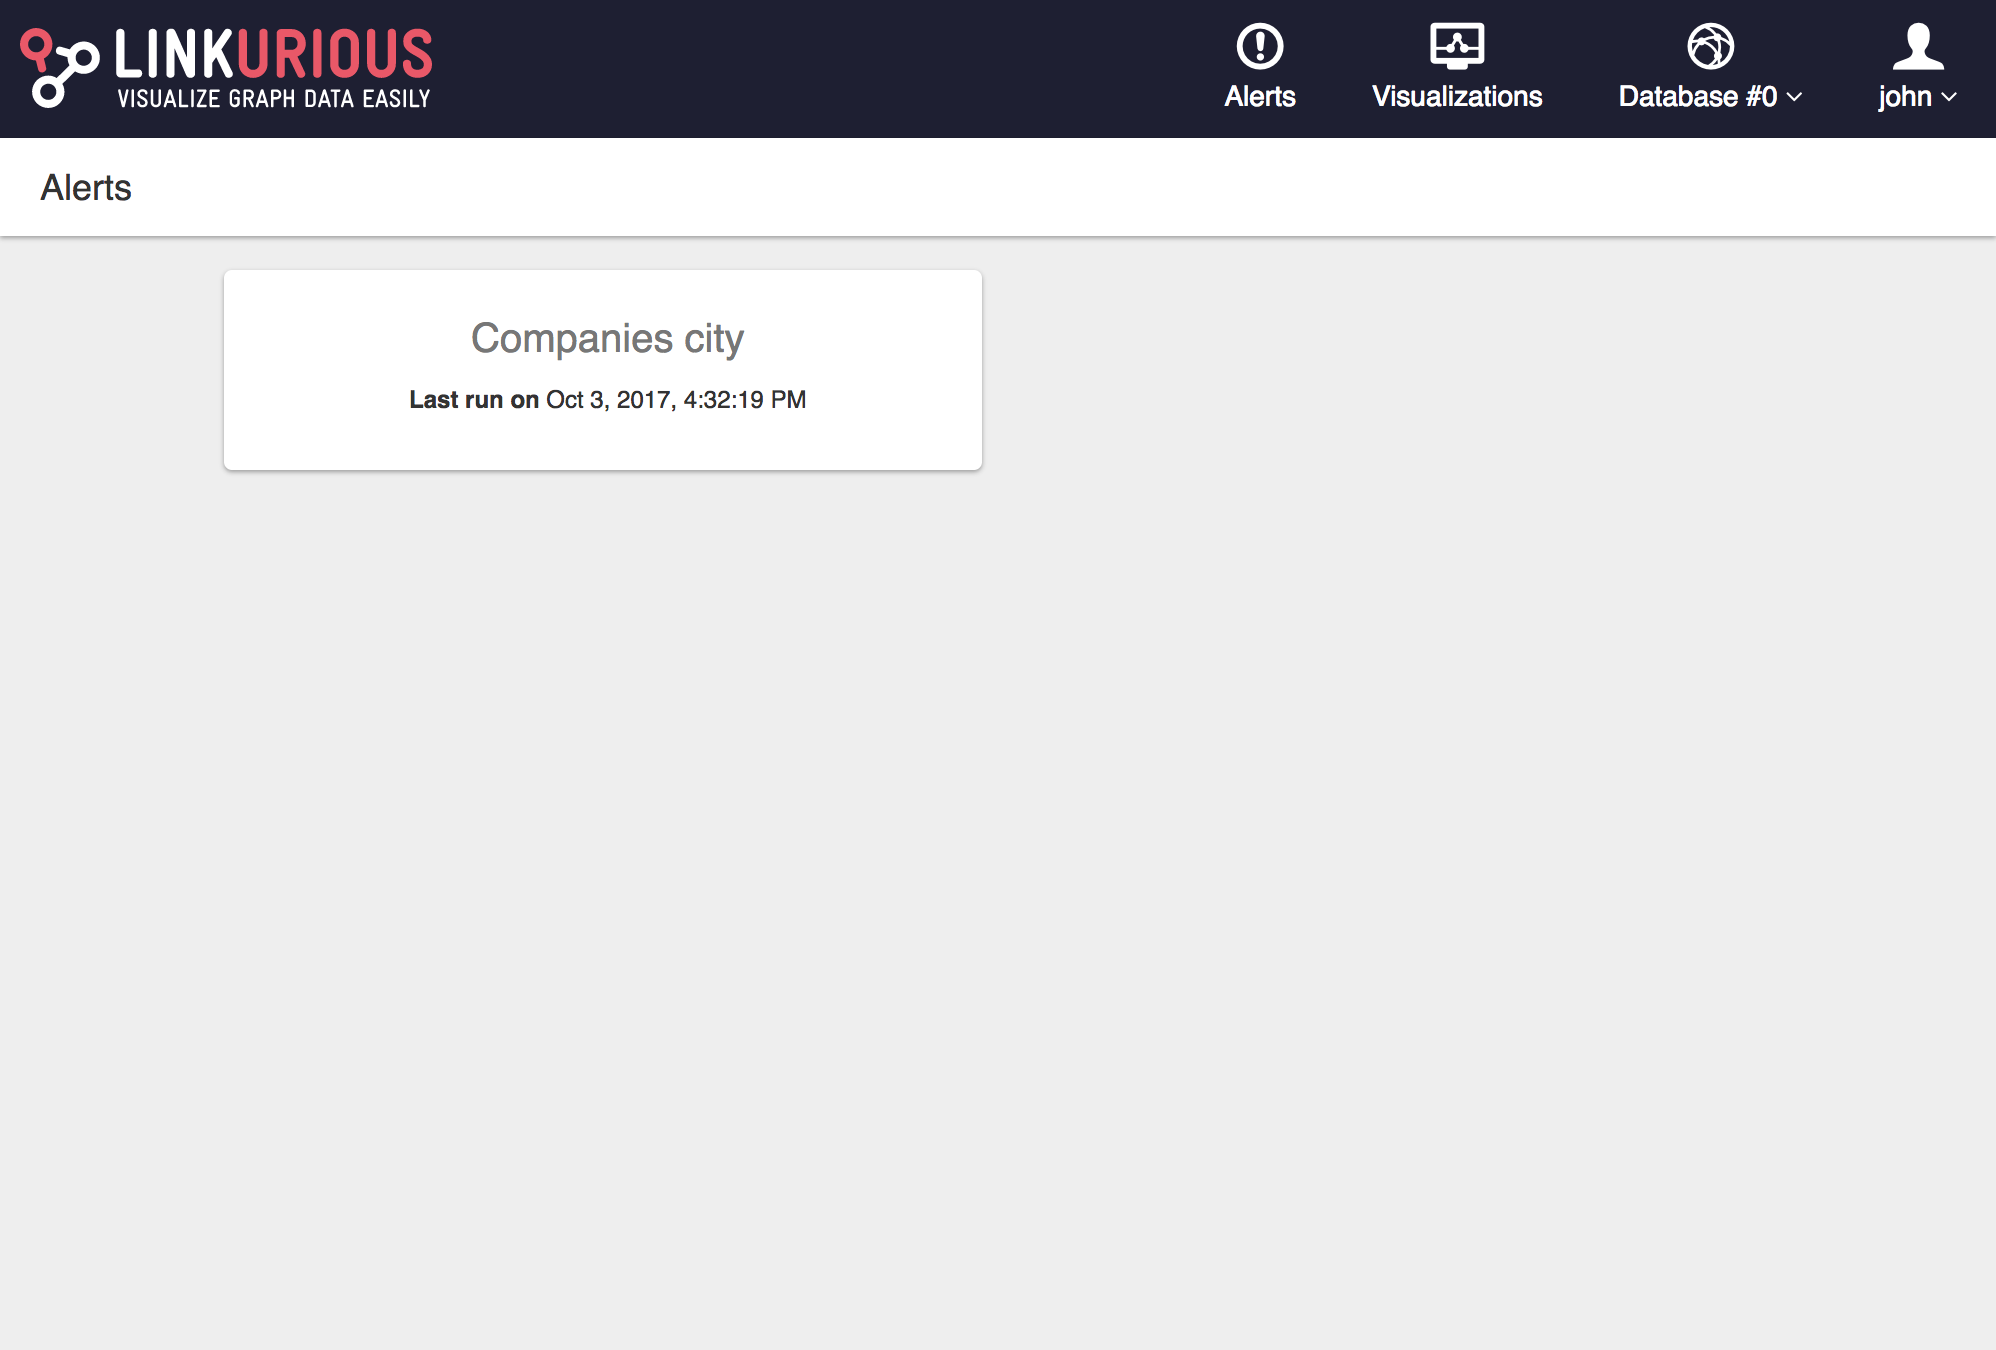 LINKURIOUS
VISUALIZE GRAPH DATA EASILY
Alerts
Visualizations
Database #0
john
Alerts
Companies city
Last run on Oct 3, 2017, 4:32:19 PM